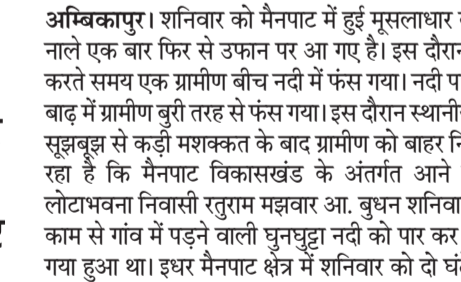 अम्बिकापुर। शनिवार को मैनपाट में हुई मूसलाधार
नाले एक बार फिर से उफान पर आ गए है। इस दौरान
करते समय एक ग्रामीण बीच नदी में फंस गया। नदी प
बाढ़ में ग्रामीण बुरी तरह से फंस गया। इस दौरान स्थानी
सूझबूझ से कड़ी मशक्कत के बाद ग्रामीण को बाहर नि
रहा है कि मैनपाट विकासखंड के अंतर्गत आने
लोटाभवना निवासी रतुराम मझवार आ. बुधन शनिवा
काम से गांव में पड़ने वाली घुनघुट्टा नदी को पार कर
गया हुआ था। इधर मैनपाट क्षेत्र में शनिवार को दो घं